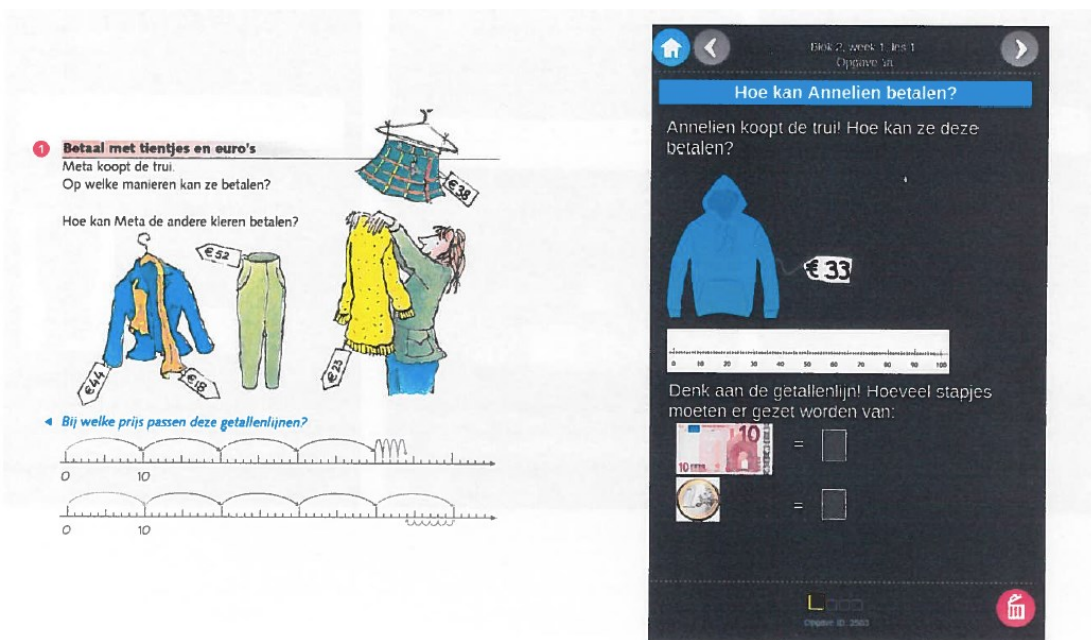 1 Betaal met tientjes en euro's
Meta koopt de trui.
Op welke manieren kan ze betalen?
€38
Hoe kan Meta de andere kleren betalen?
€52
€44
€18
€23
Bij welke prijs passen deze getallenlijnen?
0 10
0 10
Blok 2, week 1, les 1
Hoe kan Annelien betalen?
Annelien koopt de trui! Hoe kan ze deze
betalen?
€ 33
0 10 20 30 40 50 60 70 80 90 100
Denk aan de getallenlijn! Hoeveel stapjes
moeten er gezet worden van:
10
10 EURO
=
=